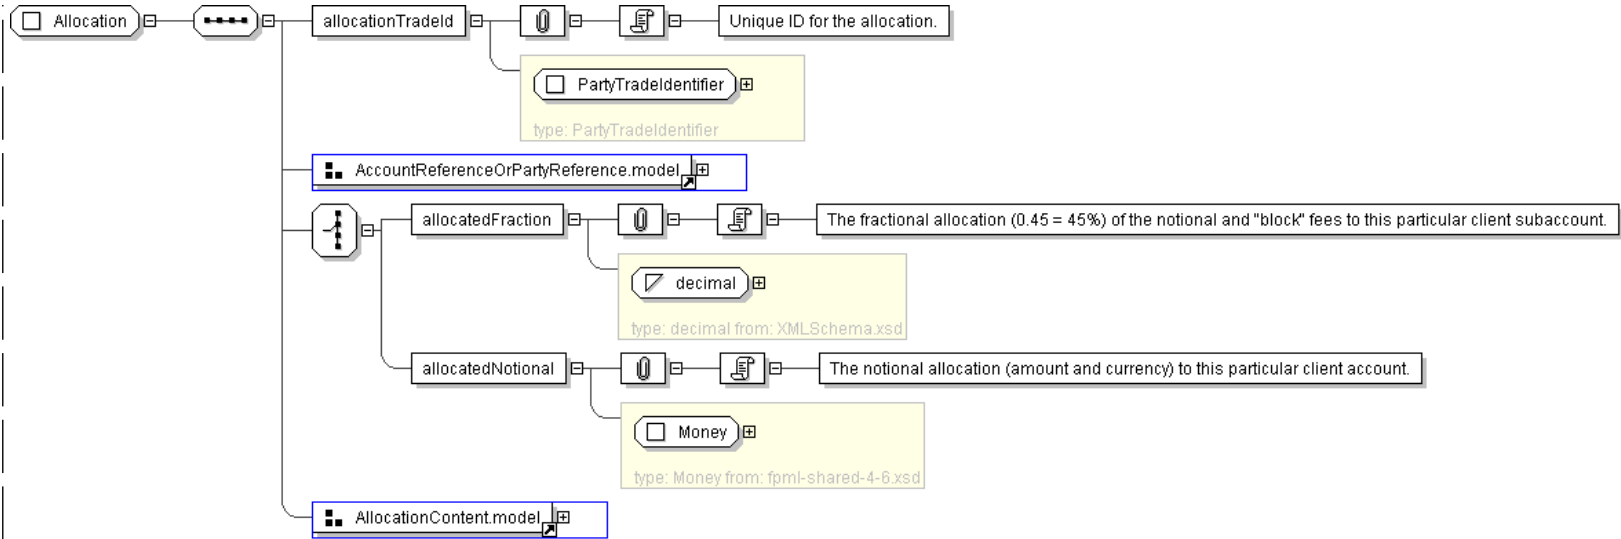 Allocation
allocationTradeId
Unique ID for the allocation.
PartyTradeIdentifier
type: PartyTradeIdentifier
AccountReferenceOrPartyReference.model
allocatedFraction
The fractional allocation (0.45 = 45%) of the notional and "block" fees to this particular client subaccount.
decimal
type: decimal from: XMLSchema.xsd
allocatedNotional
The notional allocation (amount and currency) to this particular client account.
Money
type: Money from: fpml-shared-4-6.xsd
AllocationContent.model